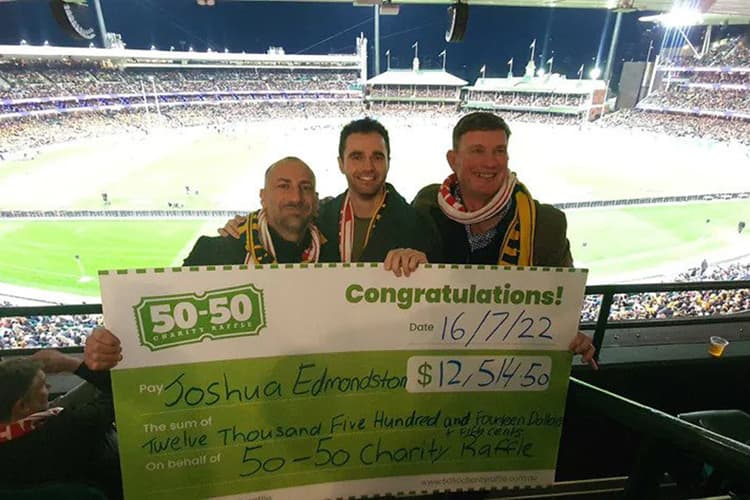 50-50
CHARITY RAFFLE
Congratulations!
Date 16/7/22
Pay Joshua Edmondston $12,514.50
The sum of
Twelve Thousand Five Hundred and Fourteen Dollars
+ Fifty Cents
On behalf of 50-50 Charity Raffle